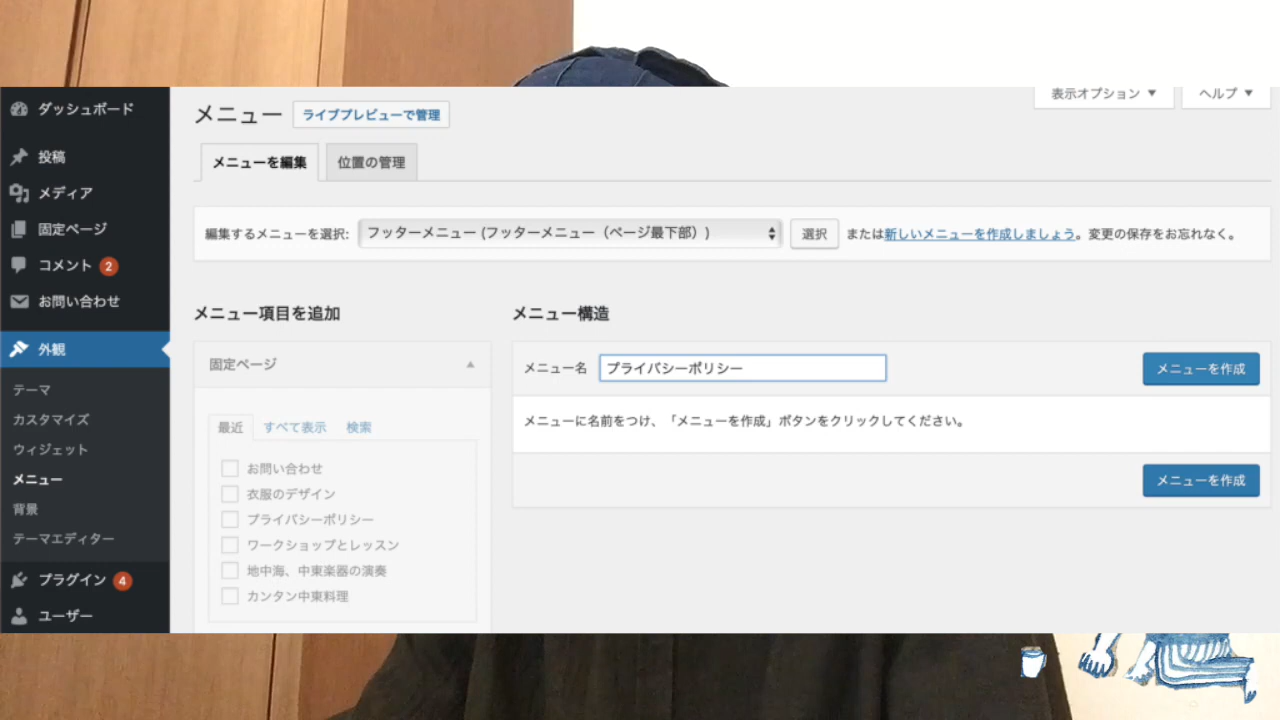 ダッシュボード
投稿
メディア
固定ページ
コメント 2
お問い合わせ
外観
テーマ
カスタマイズ
ウィジェット
メニュー
背景
テーマエディター
プラグイン 4
ユーザー
表示オプション ▼
ヘルプ ▼
メニュー ライブプレビューで管理
メニューを編集 位置の管理
編集するメニューを選択: フッターメニュー (フッターメニュー（ページ最下部）) 選択 または新しいメニューを作成しましょう。変更の保存をお忘れなく。
メニュー項目を追加
固定ページ ▲
最近 すべて表示 検索
お問い合わせ
衣服のデザイン
プライバシーポリシー
ワークショップとレッスン
地中海、中東楽器の演奏
カンタン中東料理
メニュー構造
メニュー名 プライバシーポリシー メニューを作成
メニューに名前をつけ、「メニューを作成」ボタンをクリックしてください。
メニューを作成